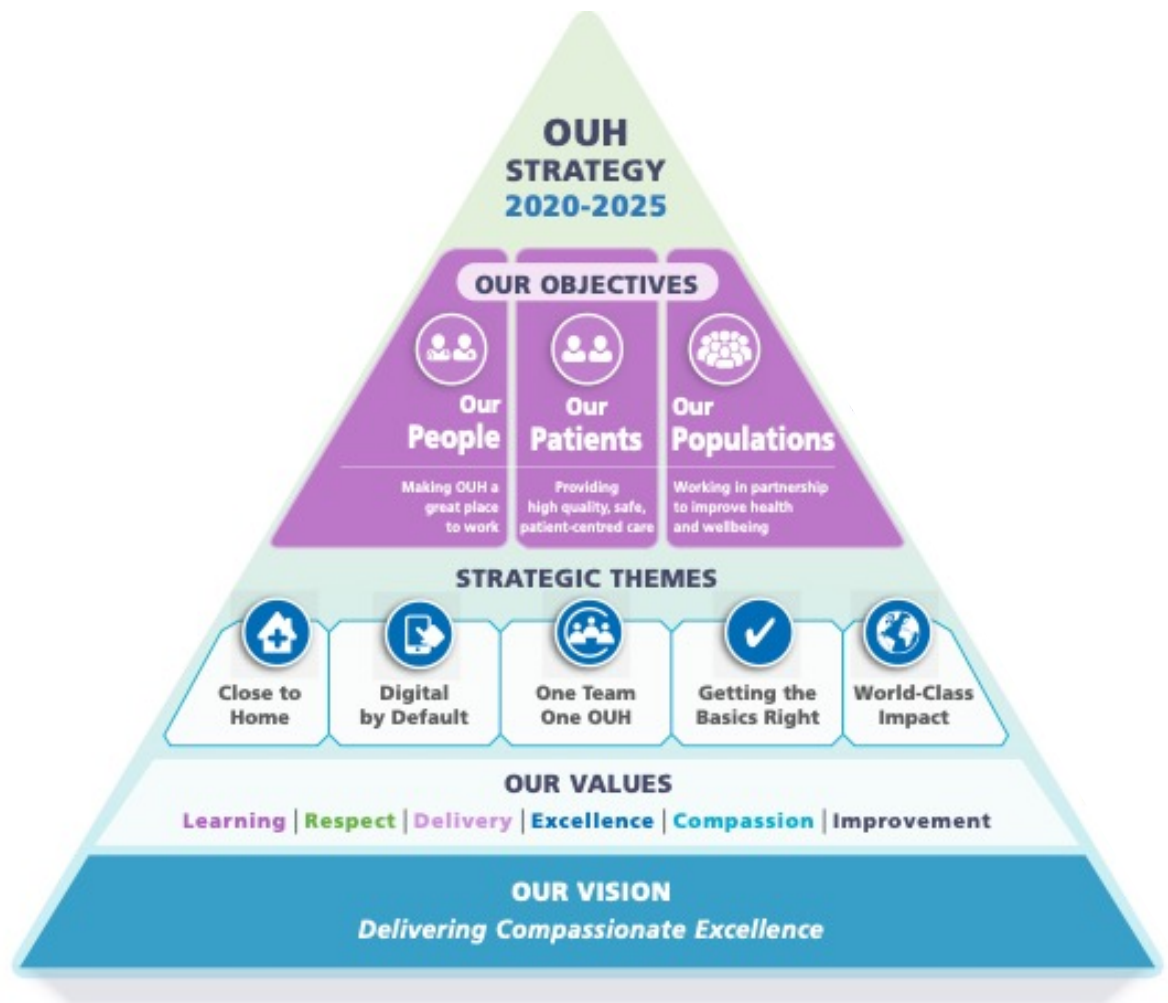 OUH
STRATEGY
2020-2025
OUR OBJECTIVES
Our
People
Making OUH a
great place
to work
Our
Patients
Providing
high quality, safe,
patient-centred care
Our
Populations
Working in partnership
to improve health
and wellbeing
STRATEGIC THEMES
Close to
Home
Digital
by Default
One Team
One OUH
Getting the
Basics Right
World-Class
Impact
OUR VALUES
Learning | Respect | Delivery | Excellence | Compassion | Improvement
OUR VISION
Delivering Compassionate Excellence